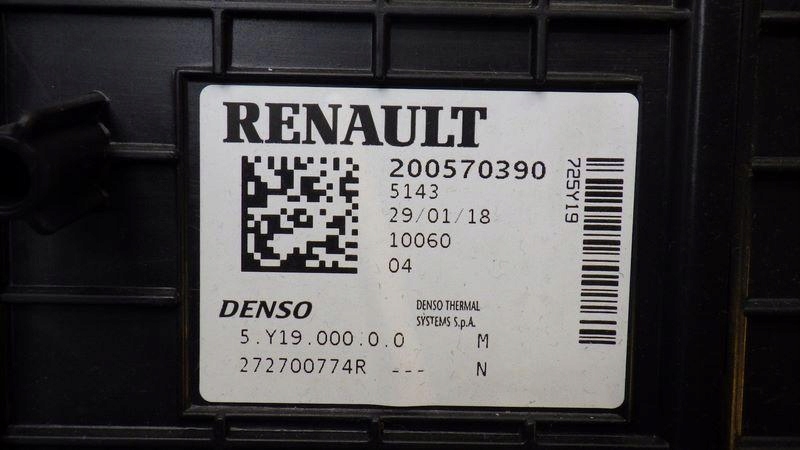 RENAULT
200570390
5143
29/01/18
10060
04
725Y19
DENSO
DENSO THERMAL
SYSTEMS S.p.A.
5.Y19.000.0.0 M
272700774R --- N